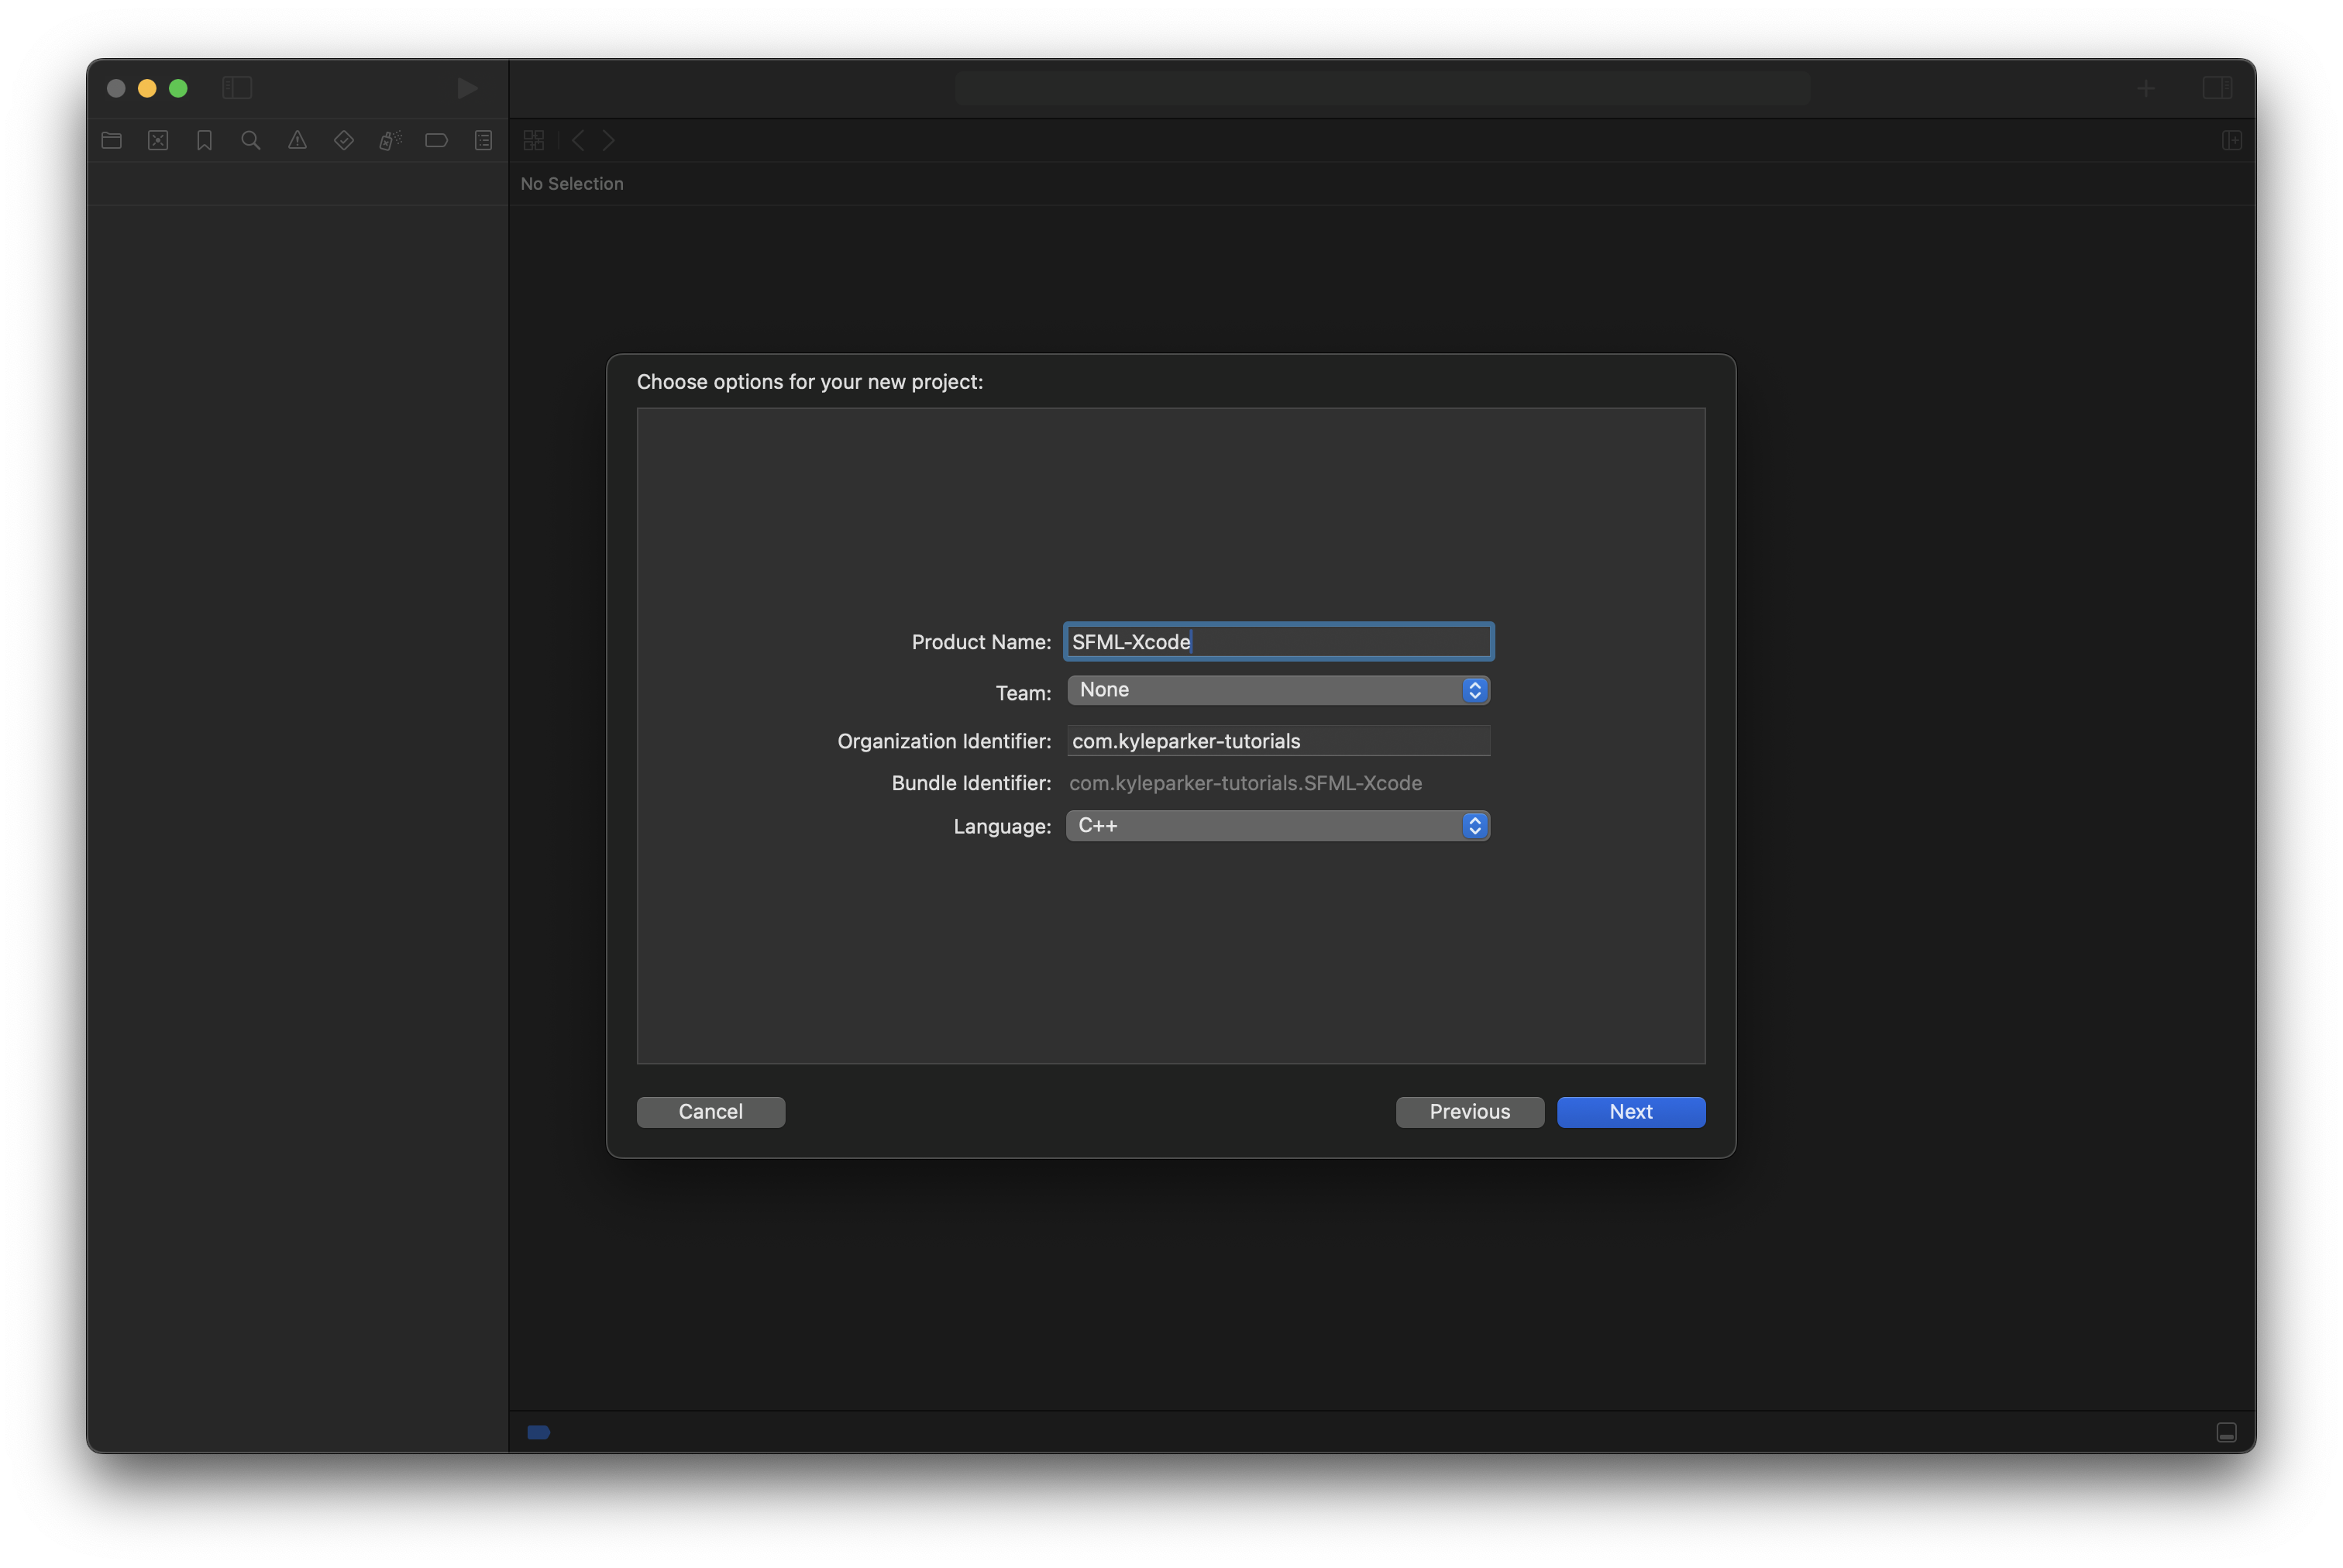 No Selection
Choose options for your new project:
Product Name: SFML-Xcode
Team: None
Organization Identifier: com.kyleparker-tutorials
Bundle Identifier: com.kyleparker-tutorials.SFML-Xcode
Language: C++
Cancel Previous Next